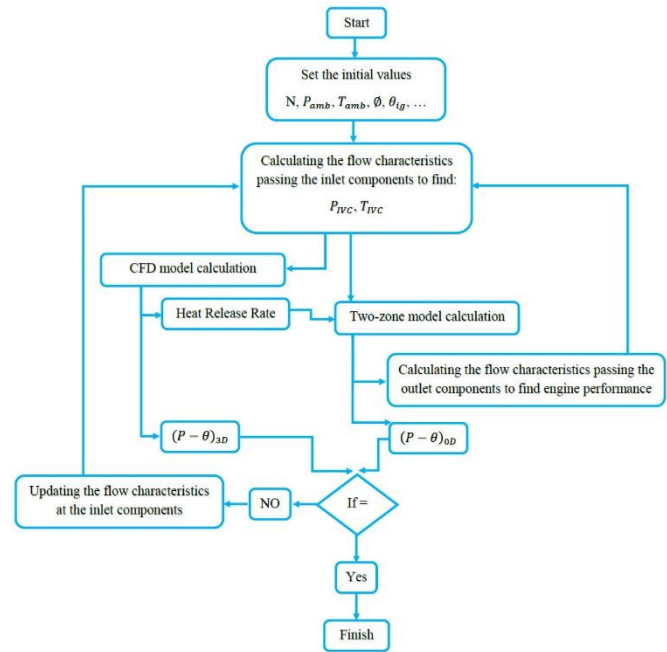 Start
Set the initial values
N, P_amb, T_amb, Ø, θ_ig, ...
Calculating the flow characteristics
passing the inlet components to find:
P_IVC, T_IVC
CFD model calculation
Heat Release Rate
Two-zone model calculation
Calculating the flow characteristics passing the
outlet components to find engine performance
(P − θ)_3D
(P − θ)_0D
Updating the flow characteristics
at the inlet components
NO
If =
Yes
Finish